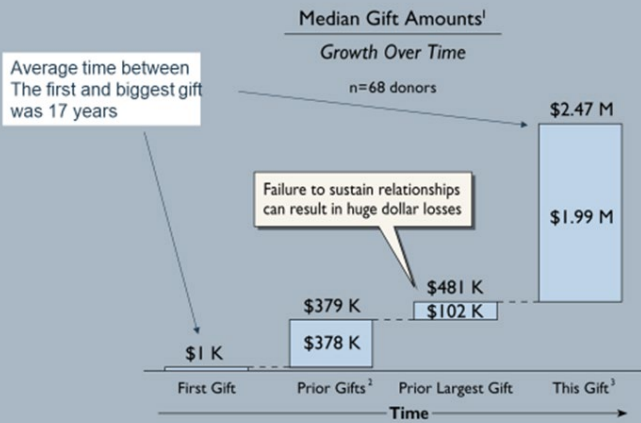 Median Gift Amounts¹
Growth Over Time
n=68 donors
Average time between
The first and biggest gift
was 17 years
$2.47 M
$1.99 M
Failure to sustain relationships
can result in huge dollar losses
$481 K
$102 K
$379 K
$378 K
$1 K
First Gift
Prior Gifts²
Prior Largest Gift
This Gift³
Time